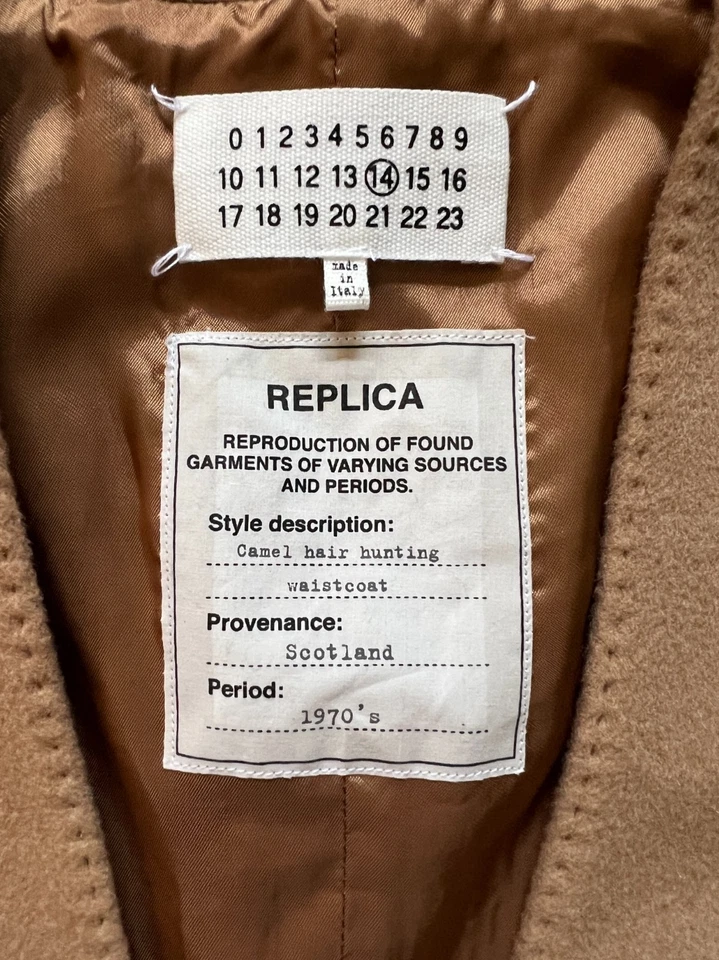 0 1 2 3 4 5 6 7 8 9
10 11 12 13 14 15 16
17 18 19 20 21 22 23
made
in
Italy
REPLICA
REPRODUCTION OF FOUND
GARMENTS OF VARYING SOURCES
AND PERIODS.
Style description:
Camel hair hunting
waistcoat
Provenance:
Scotland
Period:
1970's